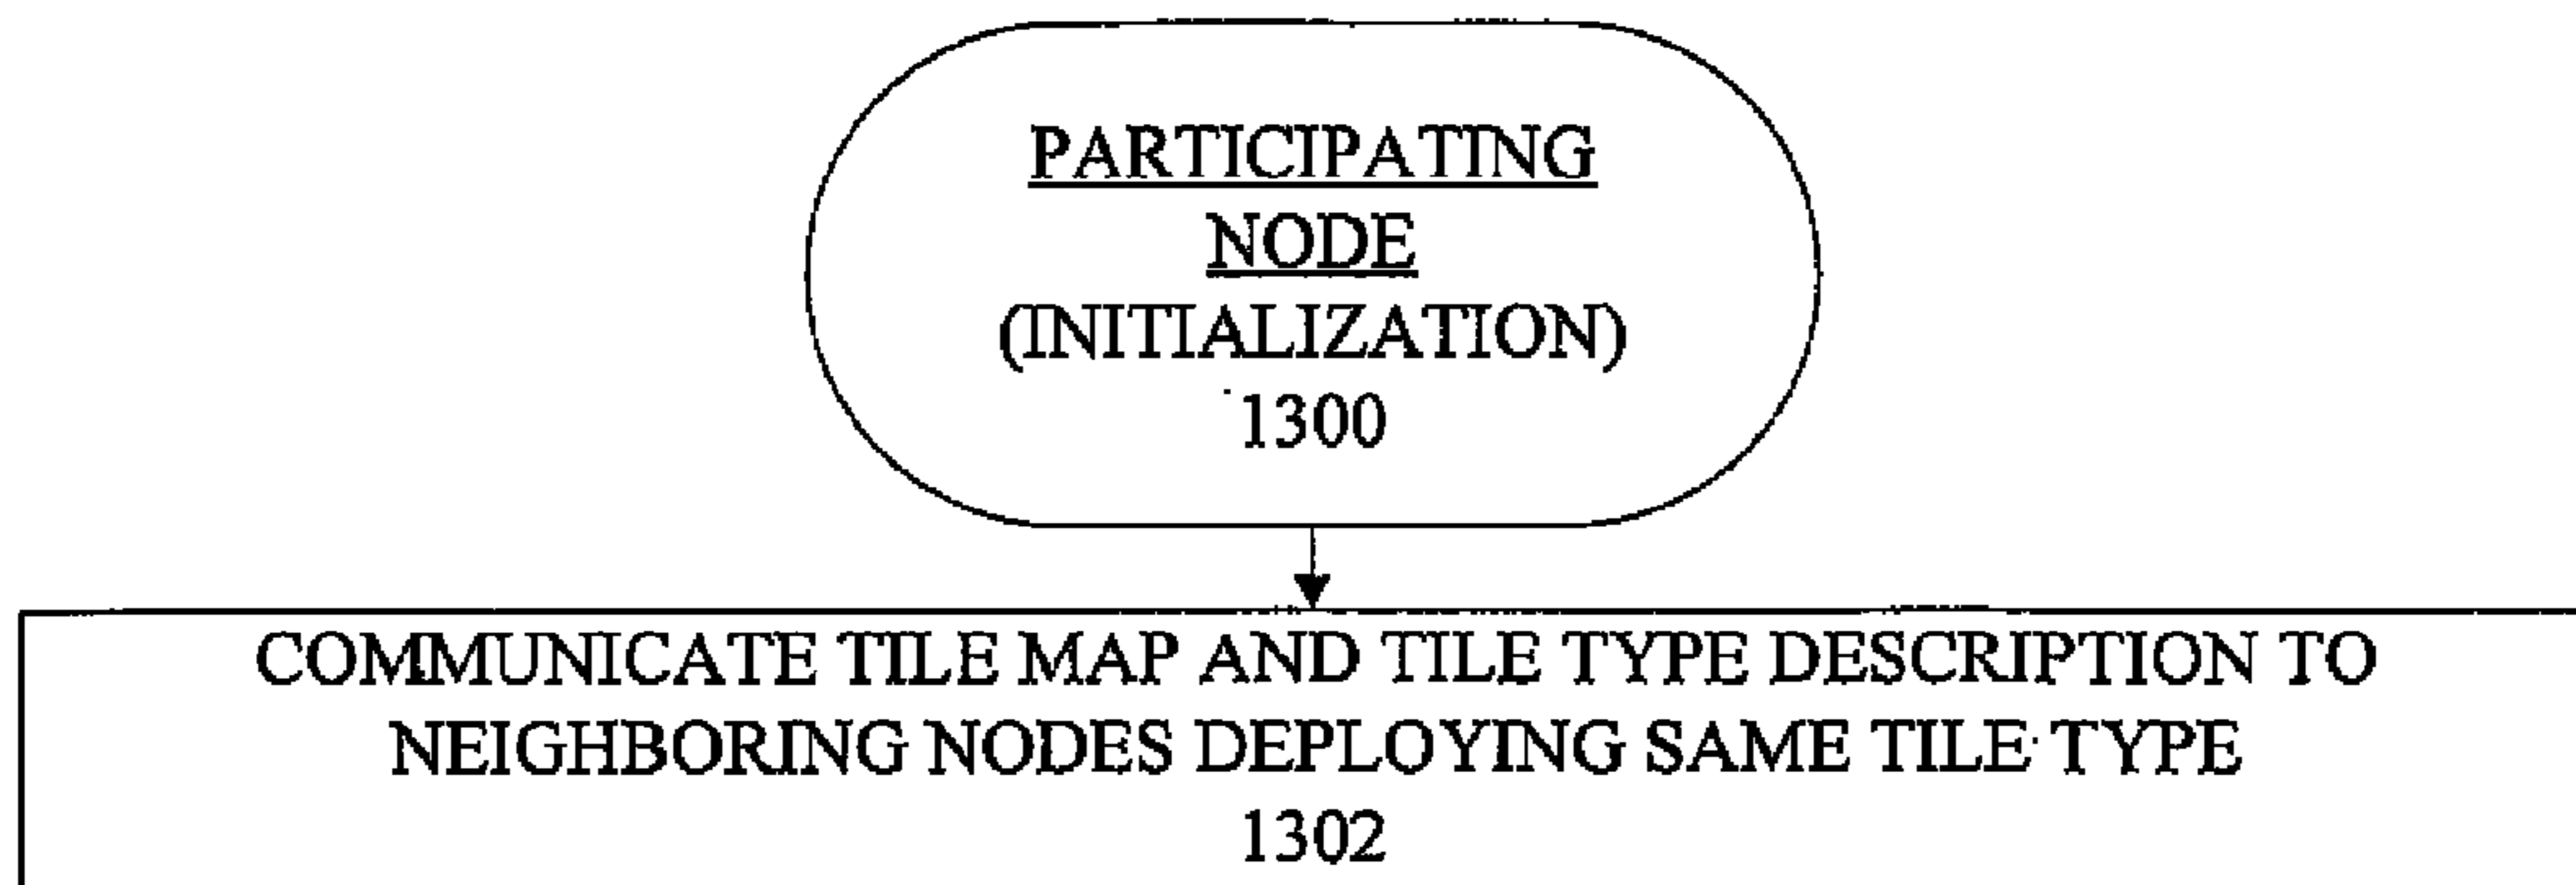 PARTICIPATING
NODE
(INITIALIZATION)
1300
COMMUNICATE TILE MAP AND TILE TYPE DESCRIPTION TO
NEIGHBORING NODES DEPLOYING SAME TILE TYPE
1302